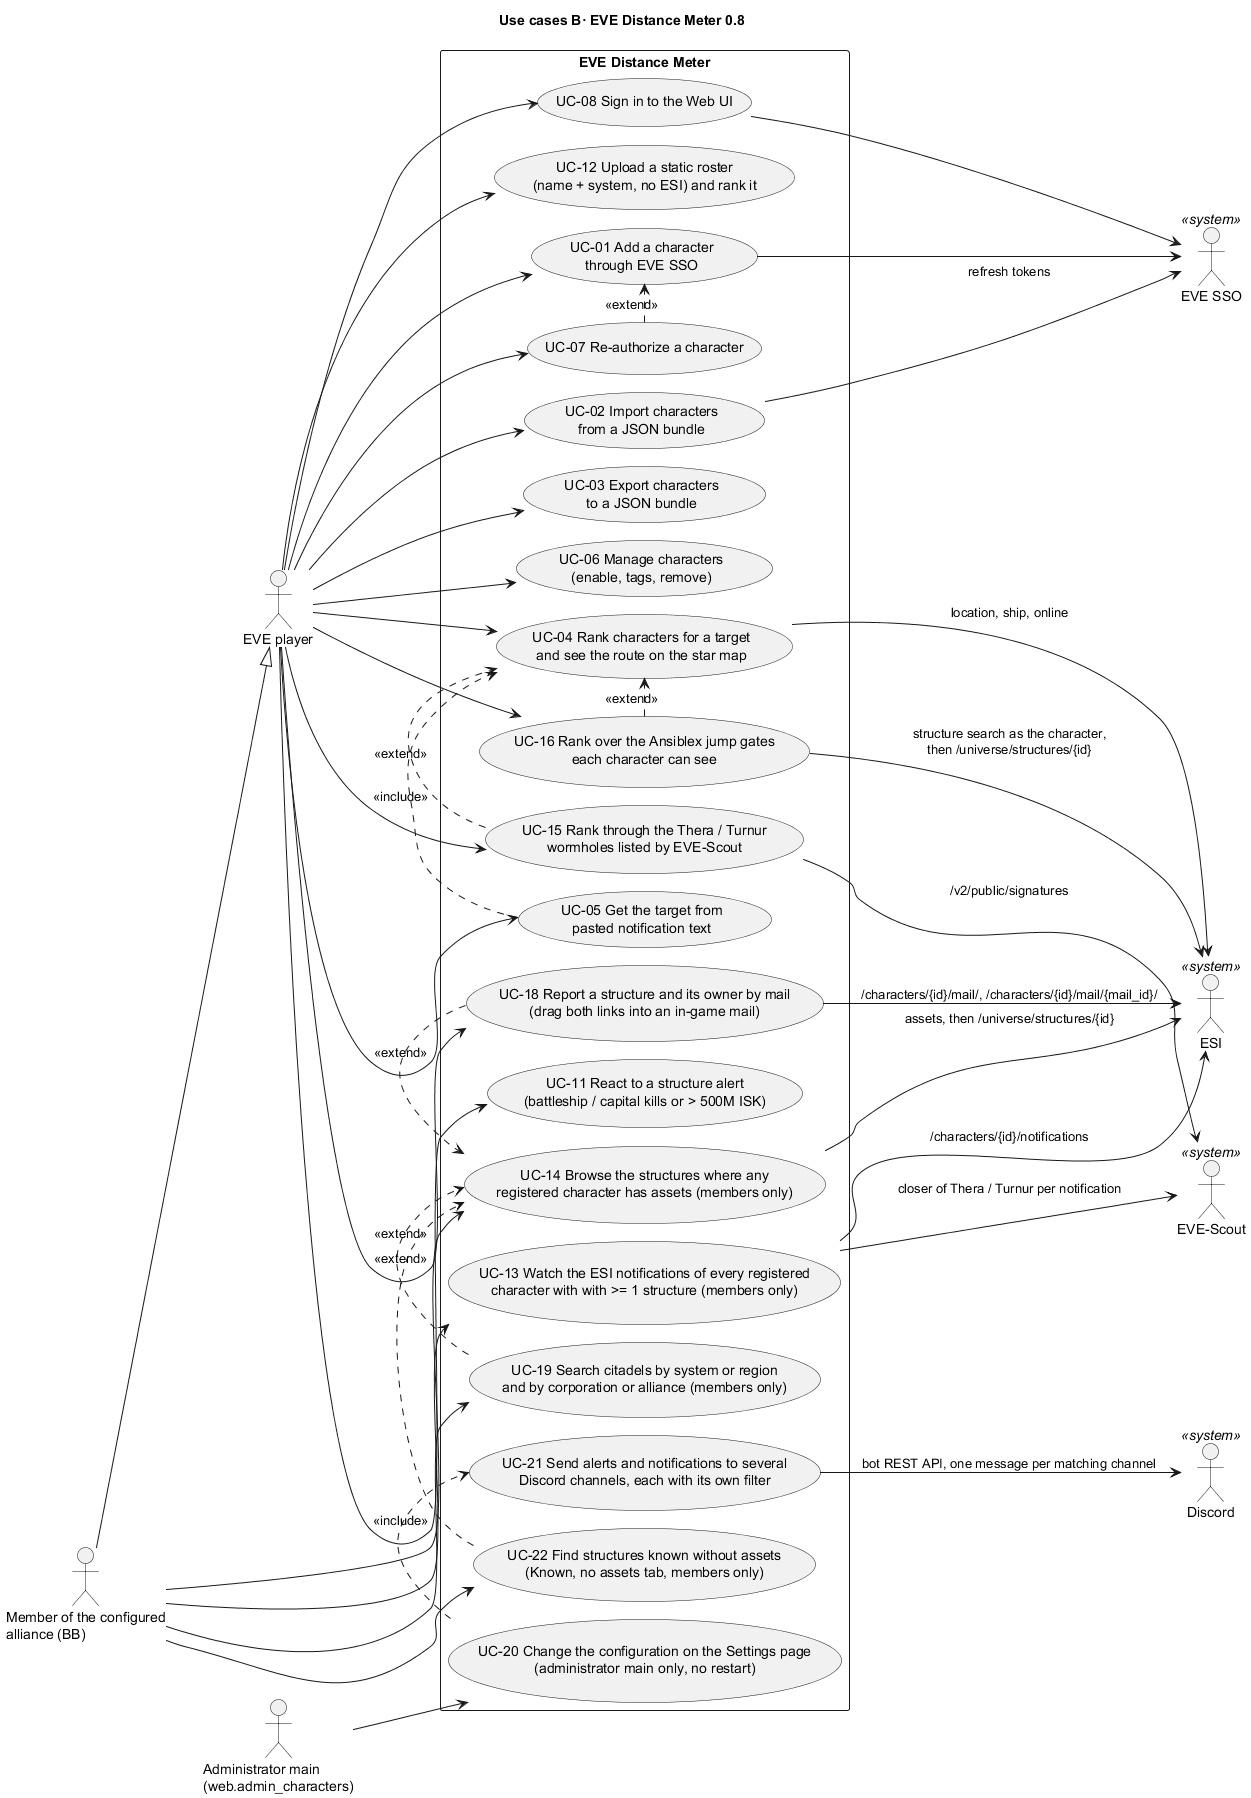 Use cases B · EVE Distance Meter 0.8
EVE Distance Meter
UC-08 Sign in to the Web UI
UC-12 Upload a static roster
(name + system, no ESI) and rank it
«system»
EVE SSO
UC-01 Add a character
through EVE SSO
refresh tokens
«extend»
UC-07 Re-authorize a character
UC-02 Import characters
from a JSON bundle
UC-03 Export characters
to a JSON bundle
UC-06 Manage characters
(enable, tags, remove)
EVE player
UC-04 Rank characters for a target
and see the route on the star map
location, ship, online
«extend»
UC-16 Rank over the Ansiblex jump gates
each character can see
structure search as the character,
then /universe/structures/{id}
«extend»
«include»
UC-15 Rank through the Thera / Turnur
wormholes listed by EVE-Scout
/v2/public/signatures
UC-05 Get the target from
pasted notification text
«system»
ESI
UC-18 Report a structure and its owner by mail
(drag both links into an in-game mail)
/characters/{id}/mail/, /characters/{id}/mail/{mail_id}/
assets, then /universe/structures/{id}
«extend»
UC-11 React to a structure alert
(battleship / capital kills or > 500M ISK)
/characters/{id}/notifications
«system»
EVE-Scout
UC-14 Browse the structures where any
registered character has assets (members only)
closer of Thera / Turnur per notification
«extend»
«extend»
UC-13 Watch the ESI notifications of every registered
character with with >= 1 structure (members only)
UC-19 Search citadels by system or region
and by corporation or alliance (members only)
UC-21 Send alerts and notifications to several
Discord channels, each with its own filter
bot REST API, one message per matching channel
«system»
Discord
«include»
UC-22 Find structures known without assets
(Known, no assets tab, members only)
Member of the configured
alliance (BB)
UC-20 Change the configuration on the Settings page
(administrator main only, no restart)
Administrator main
(web.admin_characters)